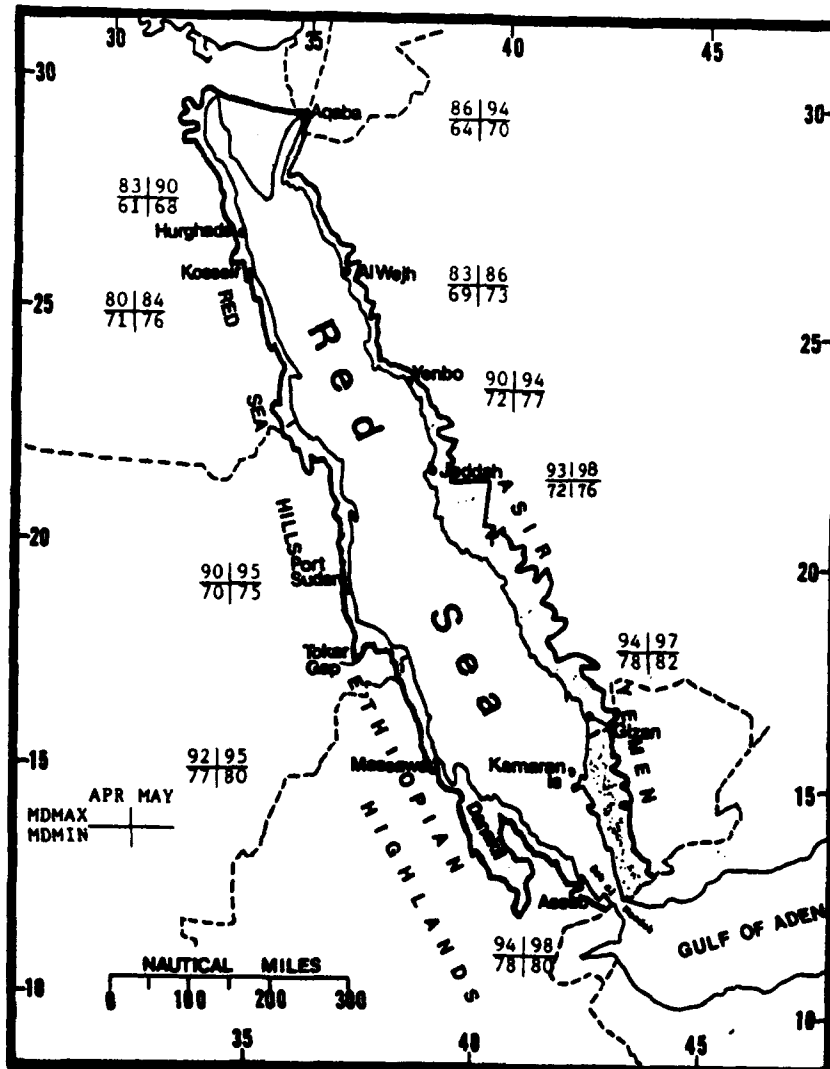 30 35 40 45
30
30
Aqaba
86|94
64|70
83|90
61|68
Hurghada
Kosseir
Al Wejh
83|86
69|73
80|84
71|76
RED
25
25
Red
Yenbo
90|94
72|77
SEA
Jeddah
93|98
72|76
ASIR
HILLS
20
20
Port
Sudan
90|95
70|75
Sea
Tokar
Gap
94|97
78|82
YEMEN
Gizan
ETHIOPIAN
92|95
77|80
Massawa
Kamaran
Is
15
15
APR MAY
MDMAX
MDMIN
HIGHLANDS
Assab
GULF OF ADEN
94|98
78|80
NAUTICAL MILES
0 100 200 300
10
10
35 40 45